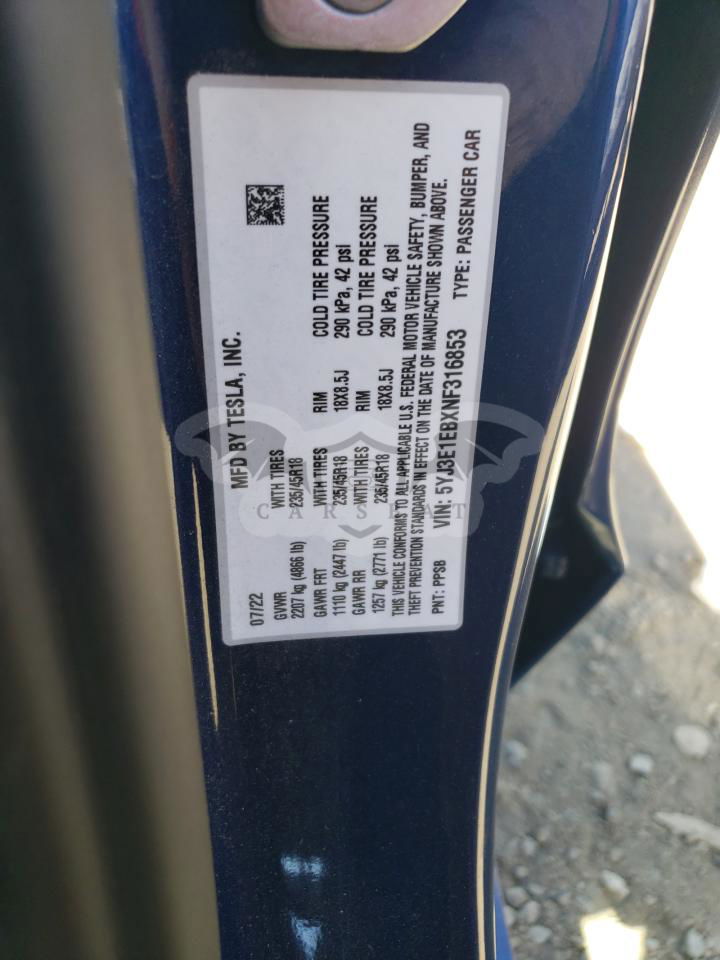 MFD BY TESLA, INC.
07/22
GVWR WITH TIRES
2207 kg (4866 lb) 235/45R18
GAWR FRT WITH TIRES RIM COLD TIRE PRESSURE
1110 kg (2447 lb) 235/45R18 18X8.5J 290 kPa, 42 psi
GAWR RR WITH TIRES RIM COLD TIRE PRESSURE
1257 kg (2771 lb) 235/45R18 18X8.5J 290 kPa, 42 psi
THIS VEHICLE CONFORMS TO ALL APPLICABLE U.S. FEDERAL MOTOR VEHICLE SAFETY, BUMPER, AND
THEFT PREVENTION STANDARDS IN EFFECT ON THE DATE OF MANUFACTURE SHOWN ABOVE.
PNT: PPSB VIN: 5YJ3E1EBXNF316853 TYPE: PASSENGER CAR